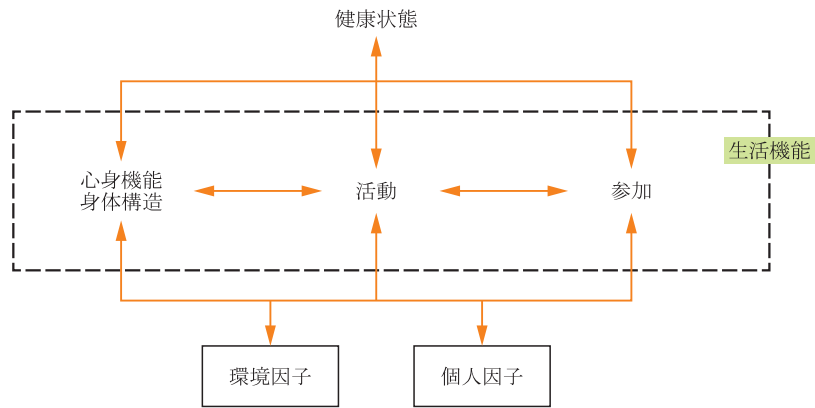 健康状態
生活機能
心身機能
身体構造
活動
参加
環境因子
個人因子